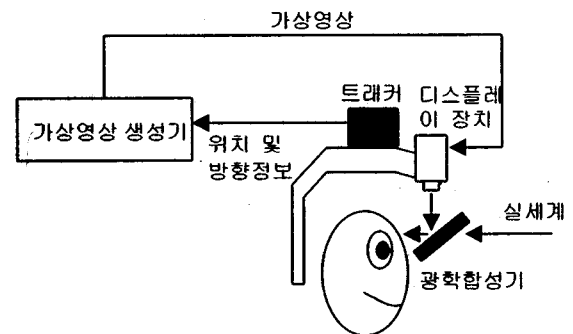 가상영상
트래커
디스플레
이 장치
가상영상 생성기
위치 및
방향정보
실세계
광학합성기